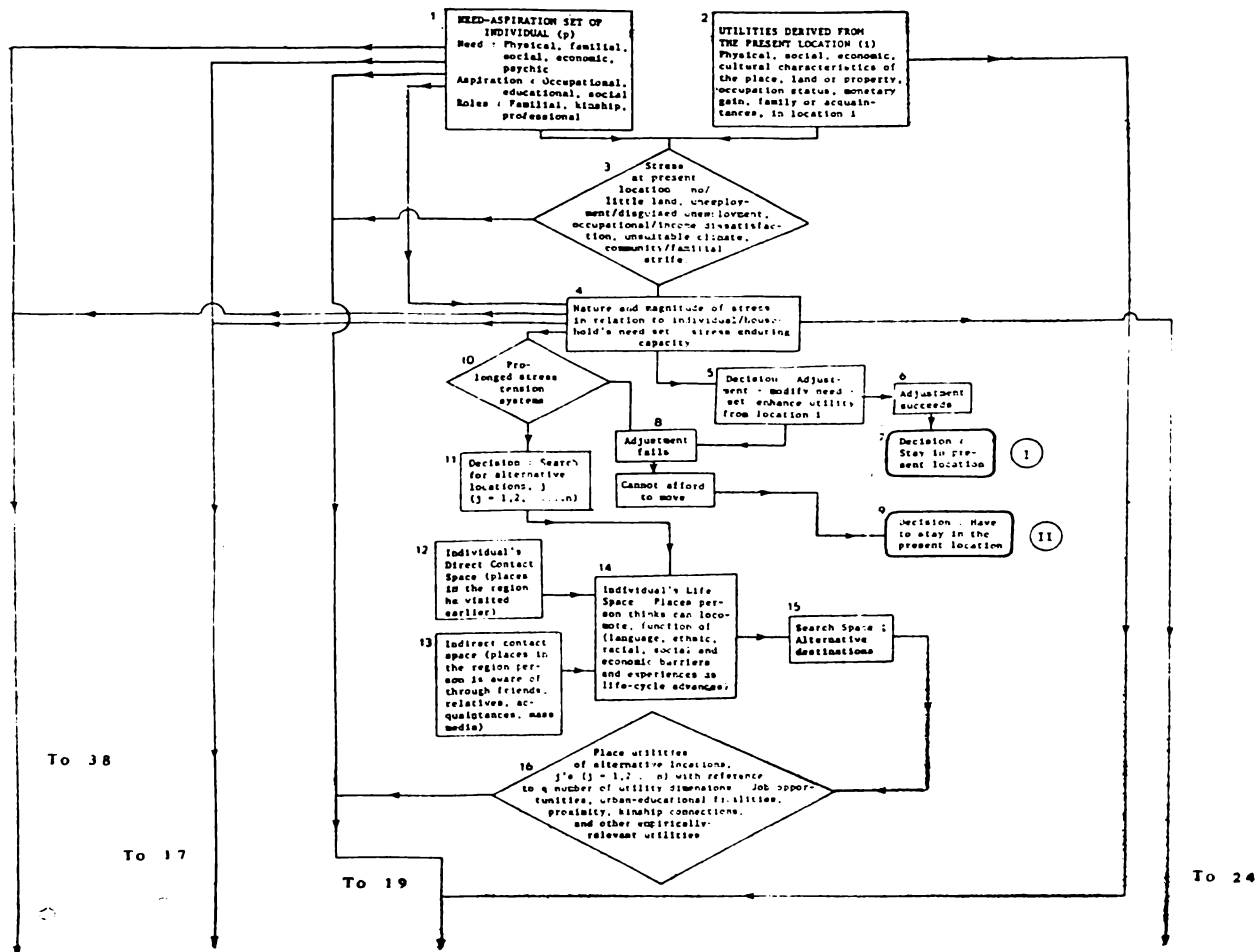 1
NEED-ASPIRATION SET OF
INDIVIDUAL (p)
Need : Physical, familial,
social, economic,
psychic
Aspiration : Occupational,
educational, social
Roles : Familial, kinship,
professional
2
UTILITIES DERIVED FROM
THE PRESENT LOCATION (i)
Physical, social, economic,
cultural characteristics of
the place, land or property,
occupation status, monetary
gain, family or acquain-
tances, in location i
3
Stress
at present
location no/
little land, unemploy-
ment/disguised unemployment,
occupational/income dissatisfac-
tion, unsuitable climate,
community/familial
strife.
4
Nature and magnitude of stress
in relation to individual/house-
hold's need set stress enduring
capacity
10
Pro-
longed stress
tension
systems
5
Decision Adjust-
ment - modify need -
set enhance utility
from location i
6
Adjustment
succeeds
7
Decision :
Stay in pre-
sent location
I
8
Adjustment
fails
Cannot afford
to move
9
Decision : Have
to stay in the
present location
II
11
Decision : Search
for alternative
locations, j
(j = 1,2, ....,n)
12
Individual's
Direct Contact
Space (places
in the region
he visited
earlier)
13
Indirect contact
space (places in
the region per-
son is aware of
through friends,
relatives, ac-
quaintances, mass
media)
14
Individual's Life
Space Places per-
son thinks can loco-
mote, function of
(language, ethnic,
racial, social and
economic barriers
and experiences as
life-cycle advances)
15
Search Space :
Alternative
destinations
16
Place utilities
of alternative locations,
j's (j = 1,2 .. n) with reference
to q number of utility dimensions Job oppor-
tunities, urban-educational facilities,
proximity, kinship connections,
and other empirically-
relevant utilities
To 38
To 17
To 19
To 24